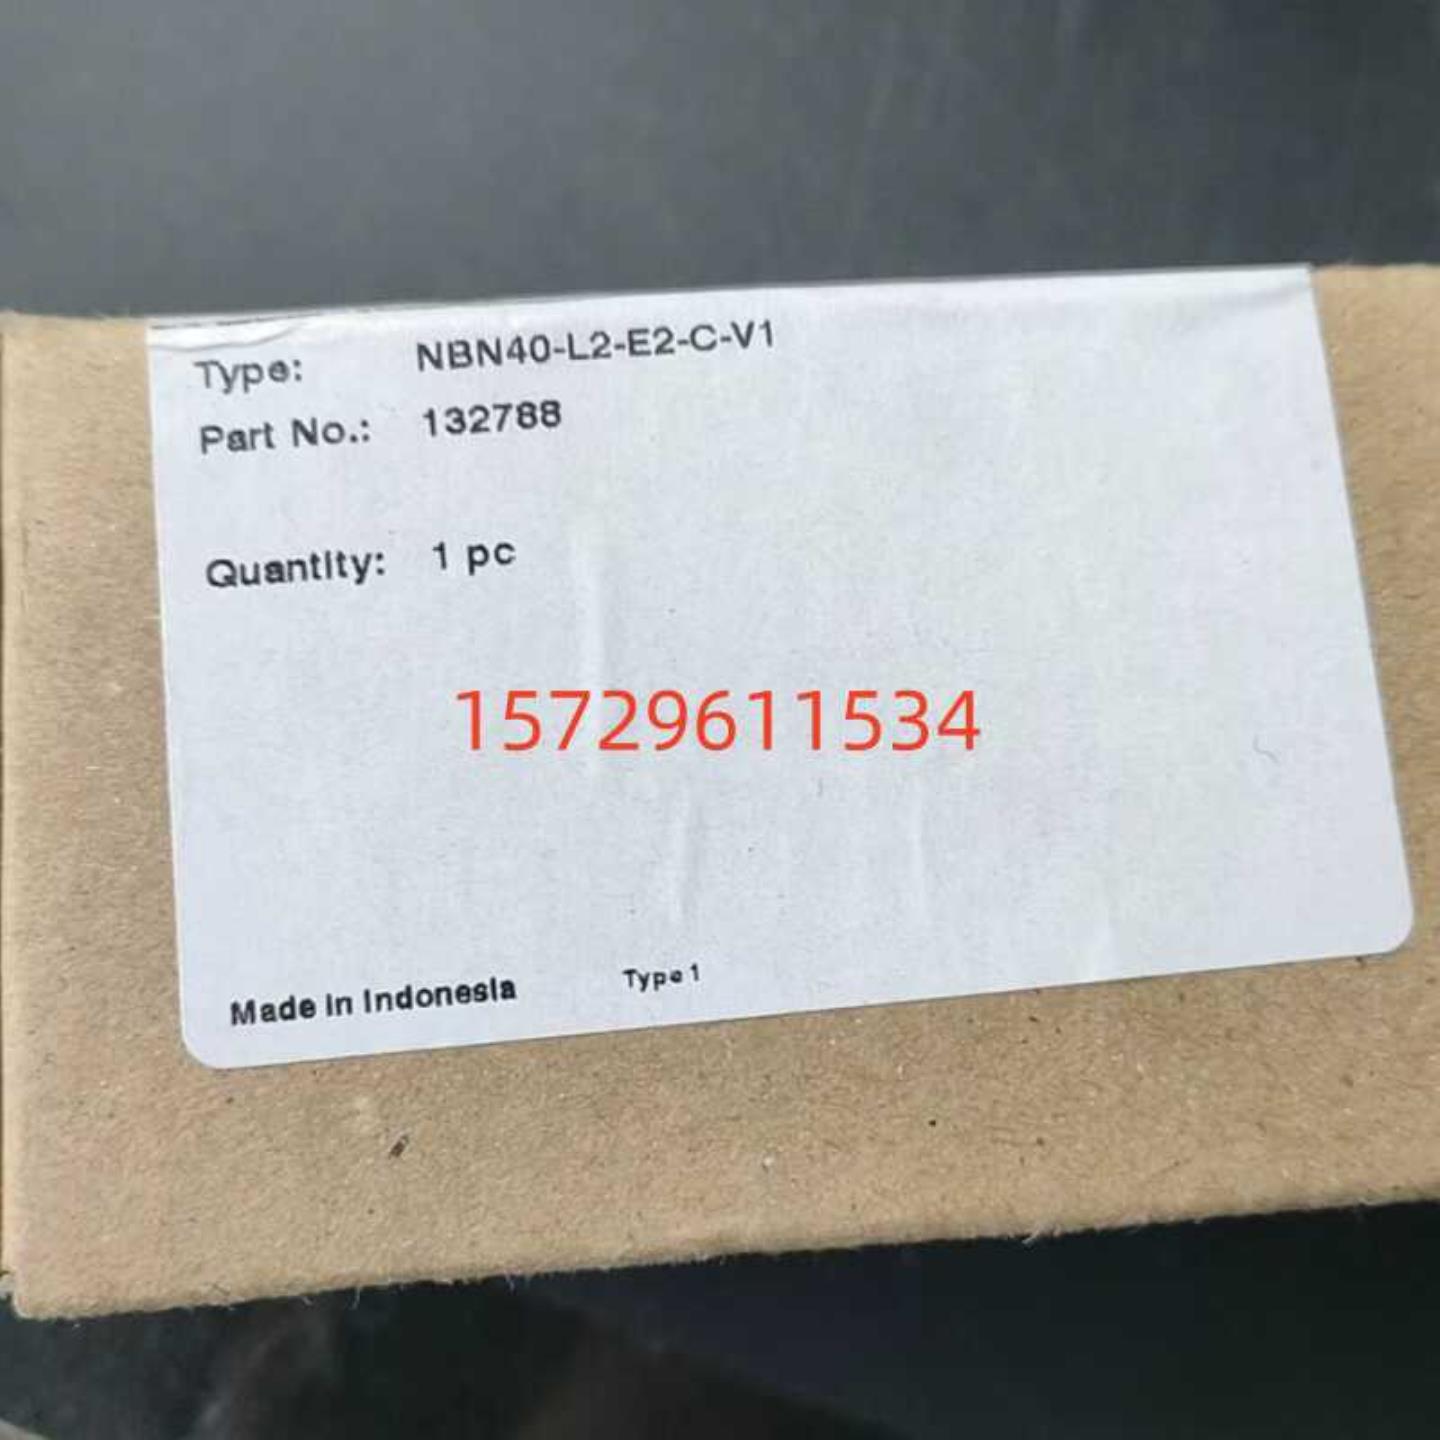 Type: NBN40-L2-E2-C-V1
Part No.: 132788
Quantity: 1 pc
15729611534
Made in Indonesia Type 1